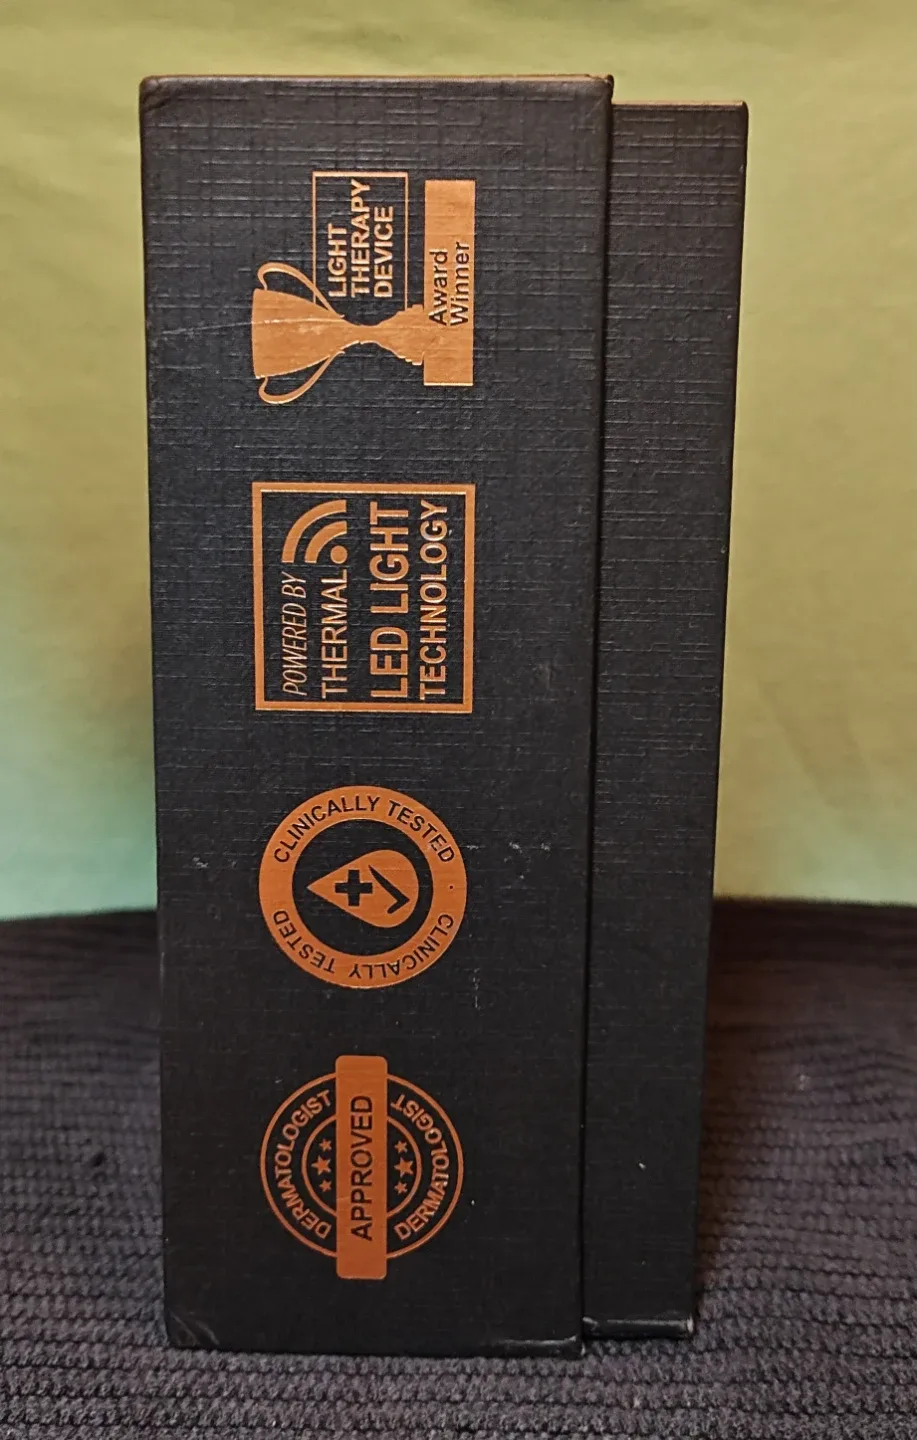 DERMATOLOGIST
APPROVED
DERMATOLOGIST
CLINICALLY TESTED
CLINICALLY TESTED
POWERED BY
THERMAL
LED LIGHT
TECHNOLOGY
LIGHT
THERAPY
DEVICE
Award
Winner